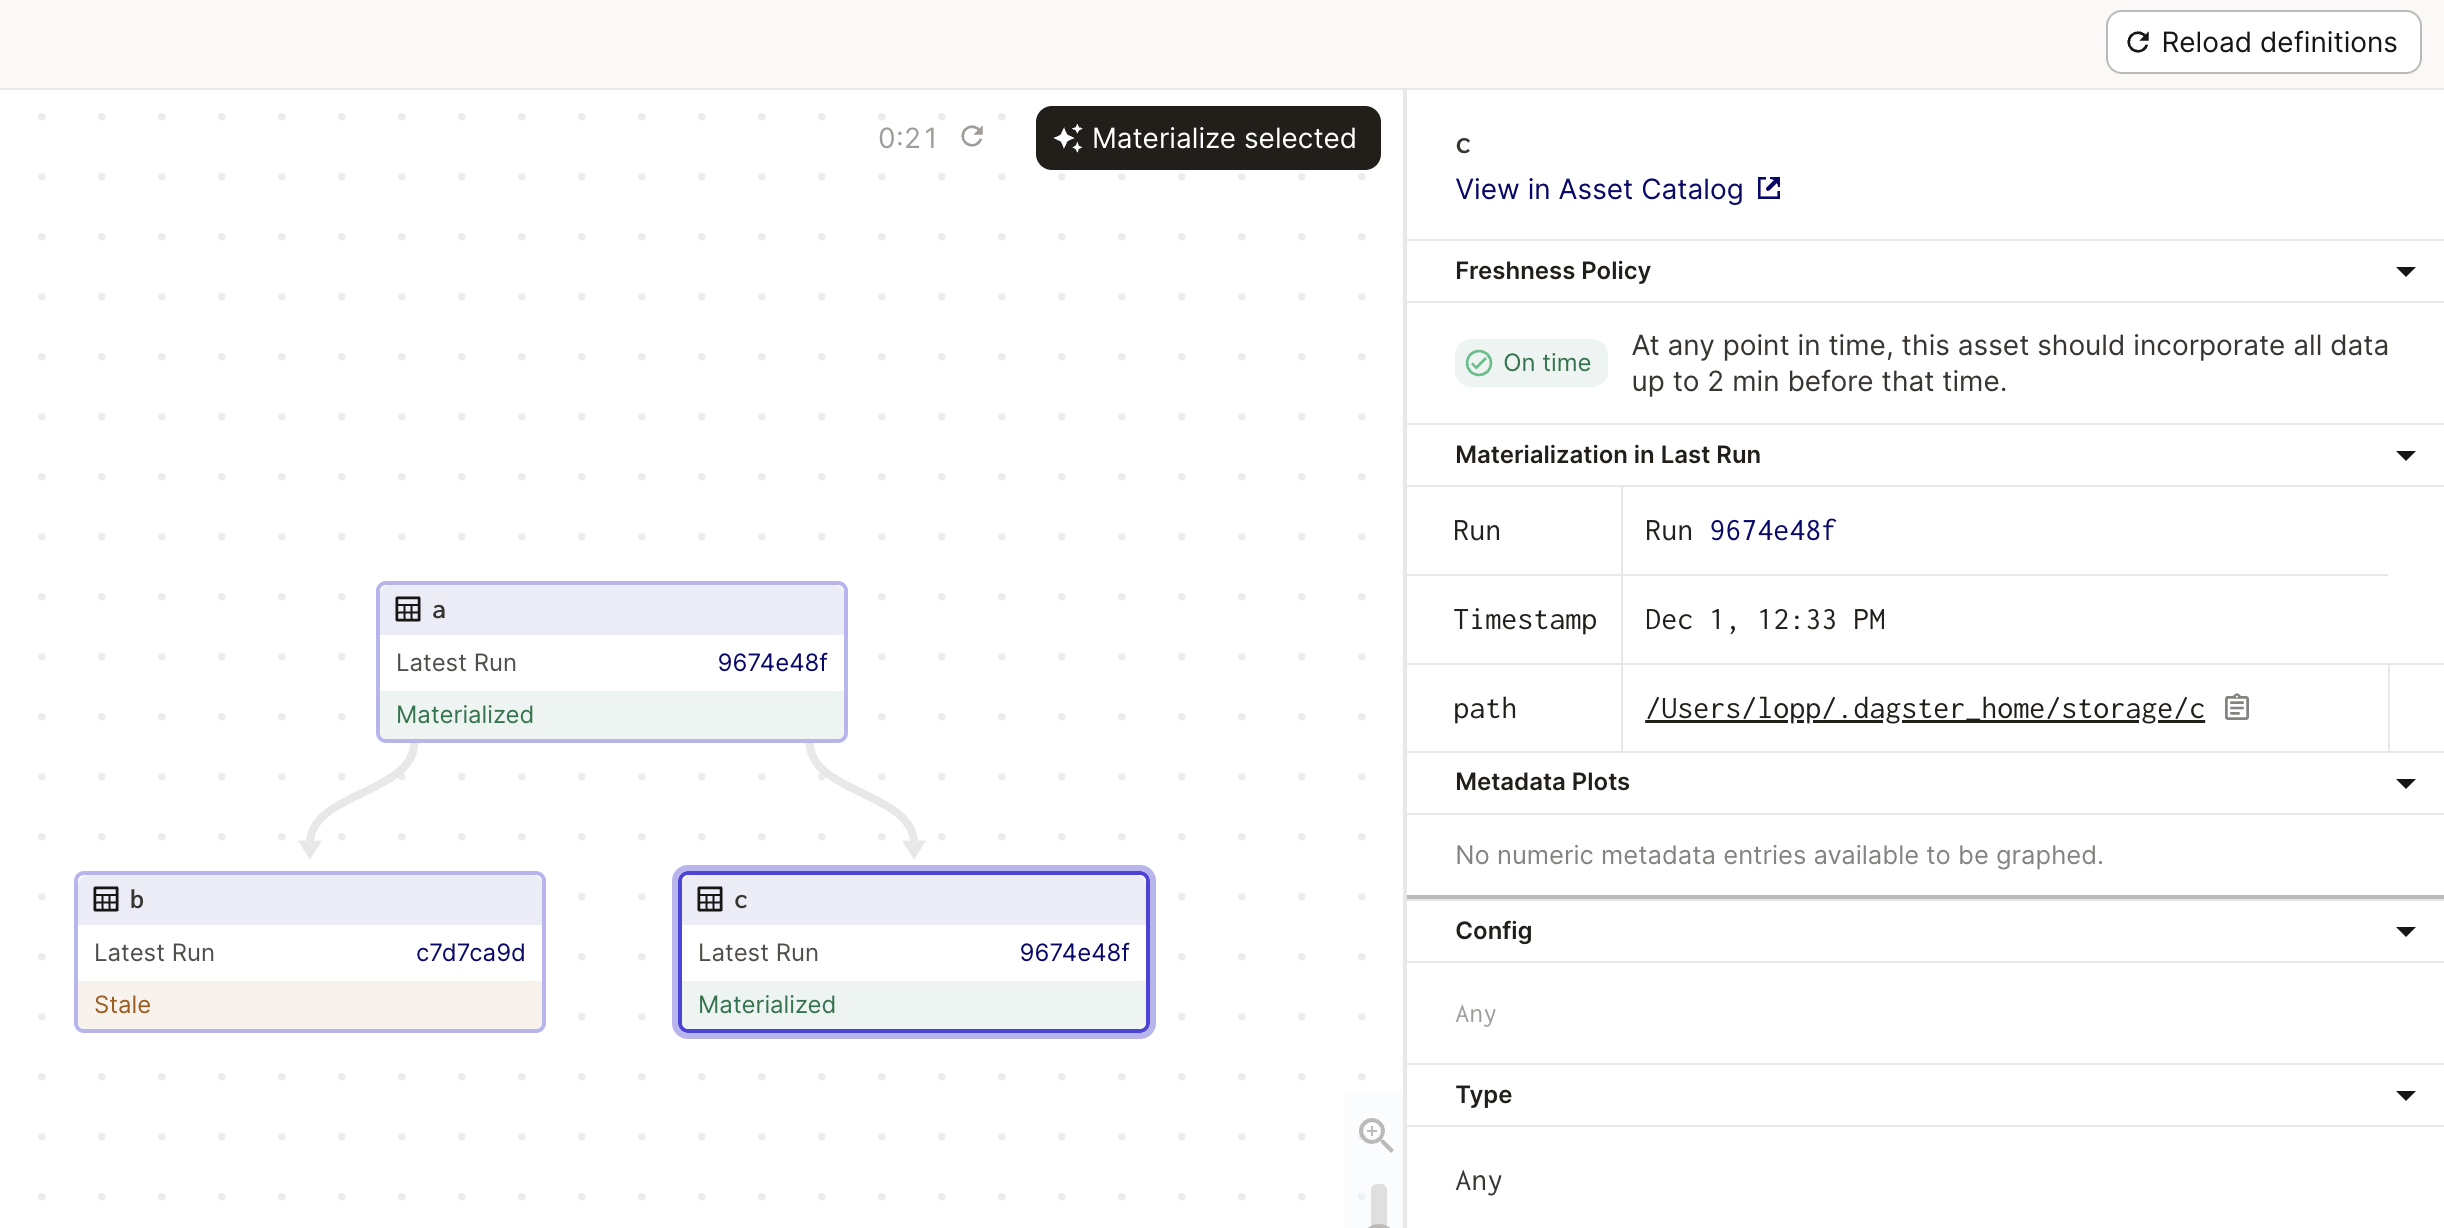 Reload definitions
0:21
Materialize selected
a
Latest Run 9674e48f
Materialized
b
Latest Run c7d7ca9d
Stale
c
Latest Run 9674e48f
Materialized
c
View in Asset Catalog
Freshness Policy
On time
At any point in time, this asset should incorporate all data
up to 2 min before that time.
Materialization in Last Run
Run Run 9674e48f
Timestamp Dec 1, 12:33 PM
path /Users/lopp/.dagster_home/storage/c
Metadata Plots
No numeric metadata entries available to be graphed.
Config
Any
Type
Any